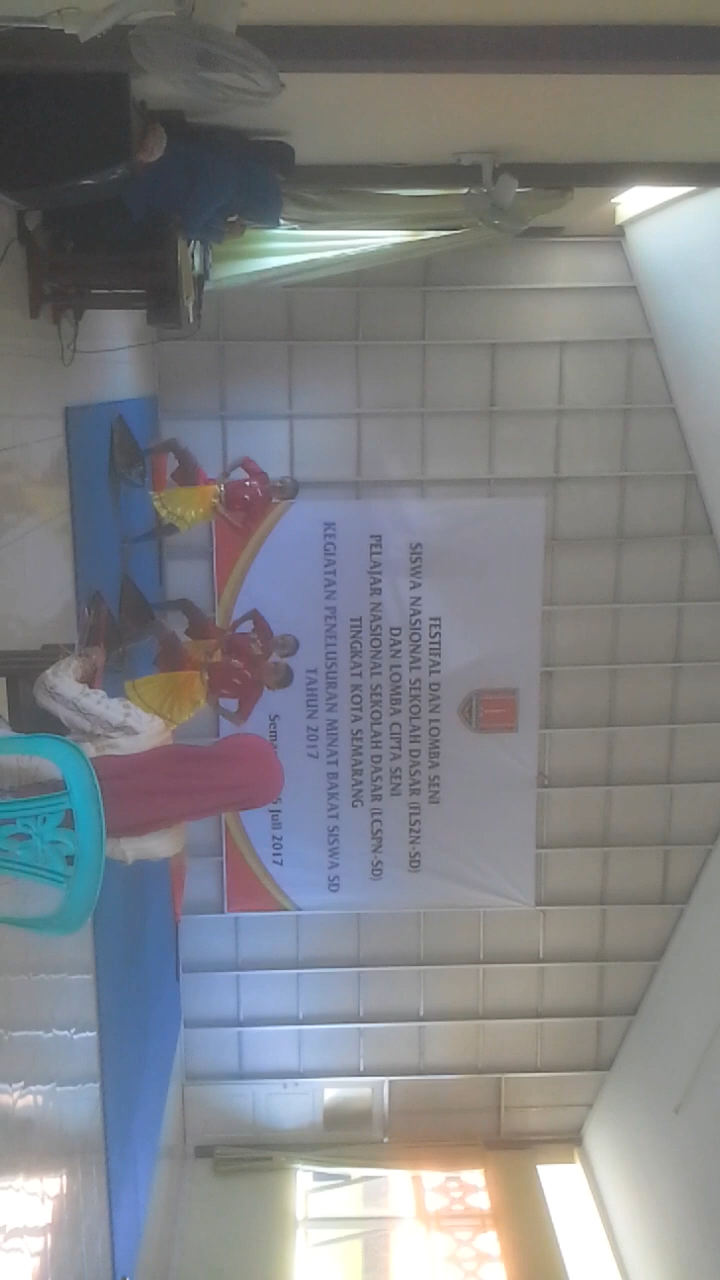 FESTIFAL DAN LOMBA SENI
SISWA NASIONAL SEKOLAH DASAR (FLS2N-SD)
DAN LOMBA CIPTA SENI
PELAJAR NASIONAL SEKOLAH DASAR (LCSPN-SD)
TINGKAT KOTA SEMARANG
KEGIATAN PENELUSURAN MINAT BAKAT SISWA SD
TAHUN 2017
Juli 2017